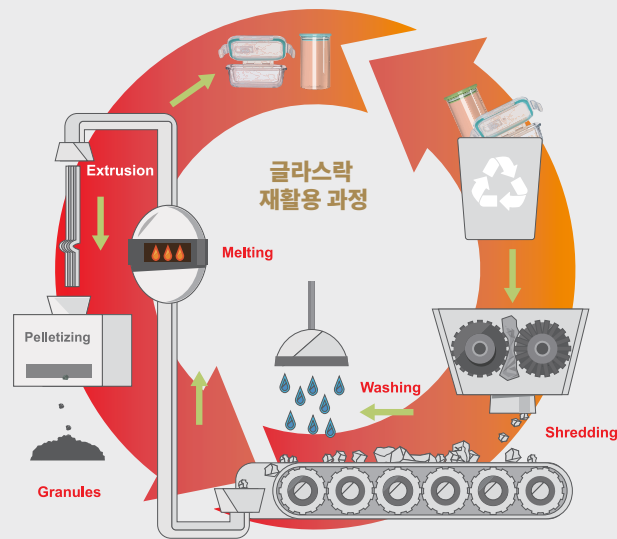 글라스락
재활용 과정
Extrusion
Melting
Pelletizing
Washing
Shredding
Granules